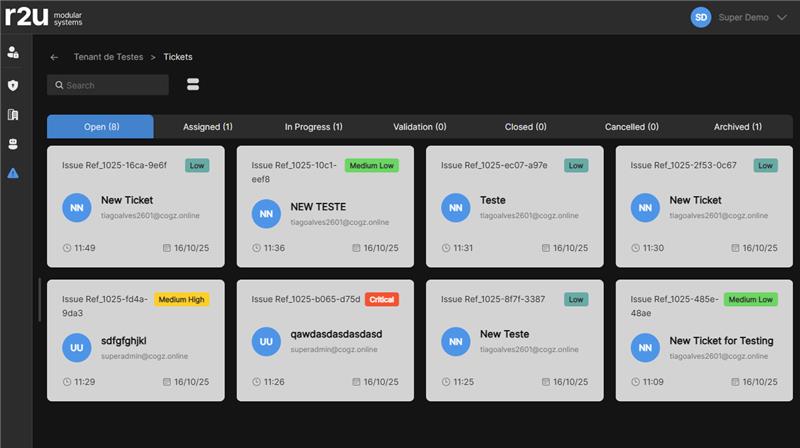 r2u modular
systems
SD Super Demo
← Tenant de Testes > Tickets
Search
Open (8) Assigned (1) In Progress (1) Validation (0) Closed (0) Cancelled (0) Archived (1)
Issue Ref_1025-16ca-9e6f Low
NN New Ticket
tiagoalves2601@cogz.online
11:49 16/10/25
Issue Ref_1025-10c1- Medium Low
eef8
NN NEW TESTE
tiagoalves2601@cogz.online
11:36 16/10/25
Issue Ref_1025-ec07-a97e Low
NN Teste
tiagoalves2601@cogz.online
11:31 16/10/25
Issue Ref_1025-2f53-0c67 Low
NN New Ticket
tiagoalves2601@cogz.online
11:30 16/10/25
Issue Ref_1025-fd4a- Medium High
9da3
UU sdfgfghjkl
superadmin@cogz.online
11:29 16/10/25
Issue Ref_1025-b065-d75d Critical
UU qawdasdasdasdasd
superadmin@cogz.online
11:26 16/10/25
Issue Ref_1025-8f7f-3387 Low
NN New Teste
tiagoalves2601@cogz.online
11:25 16/10/25
Issue Ref_1025-485e- Medium Low
48ae
NN New Ticket for Testing
tiagoalves2601@cogz.online
11:09 16/10/25